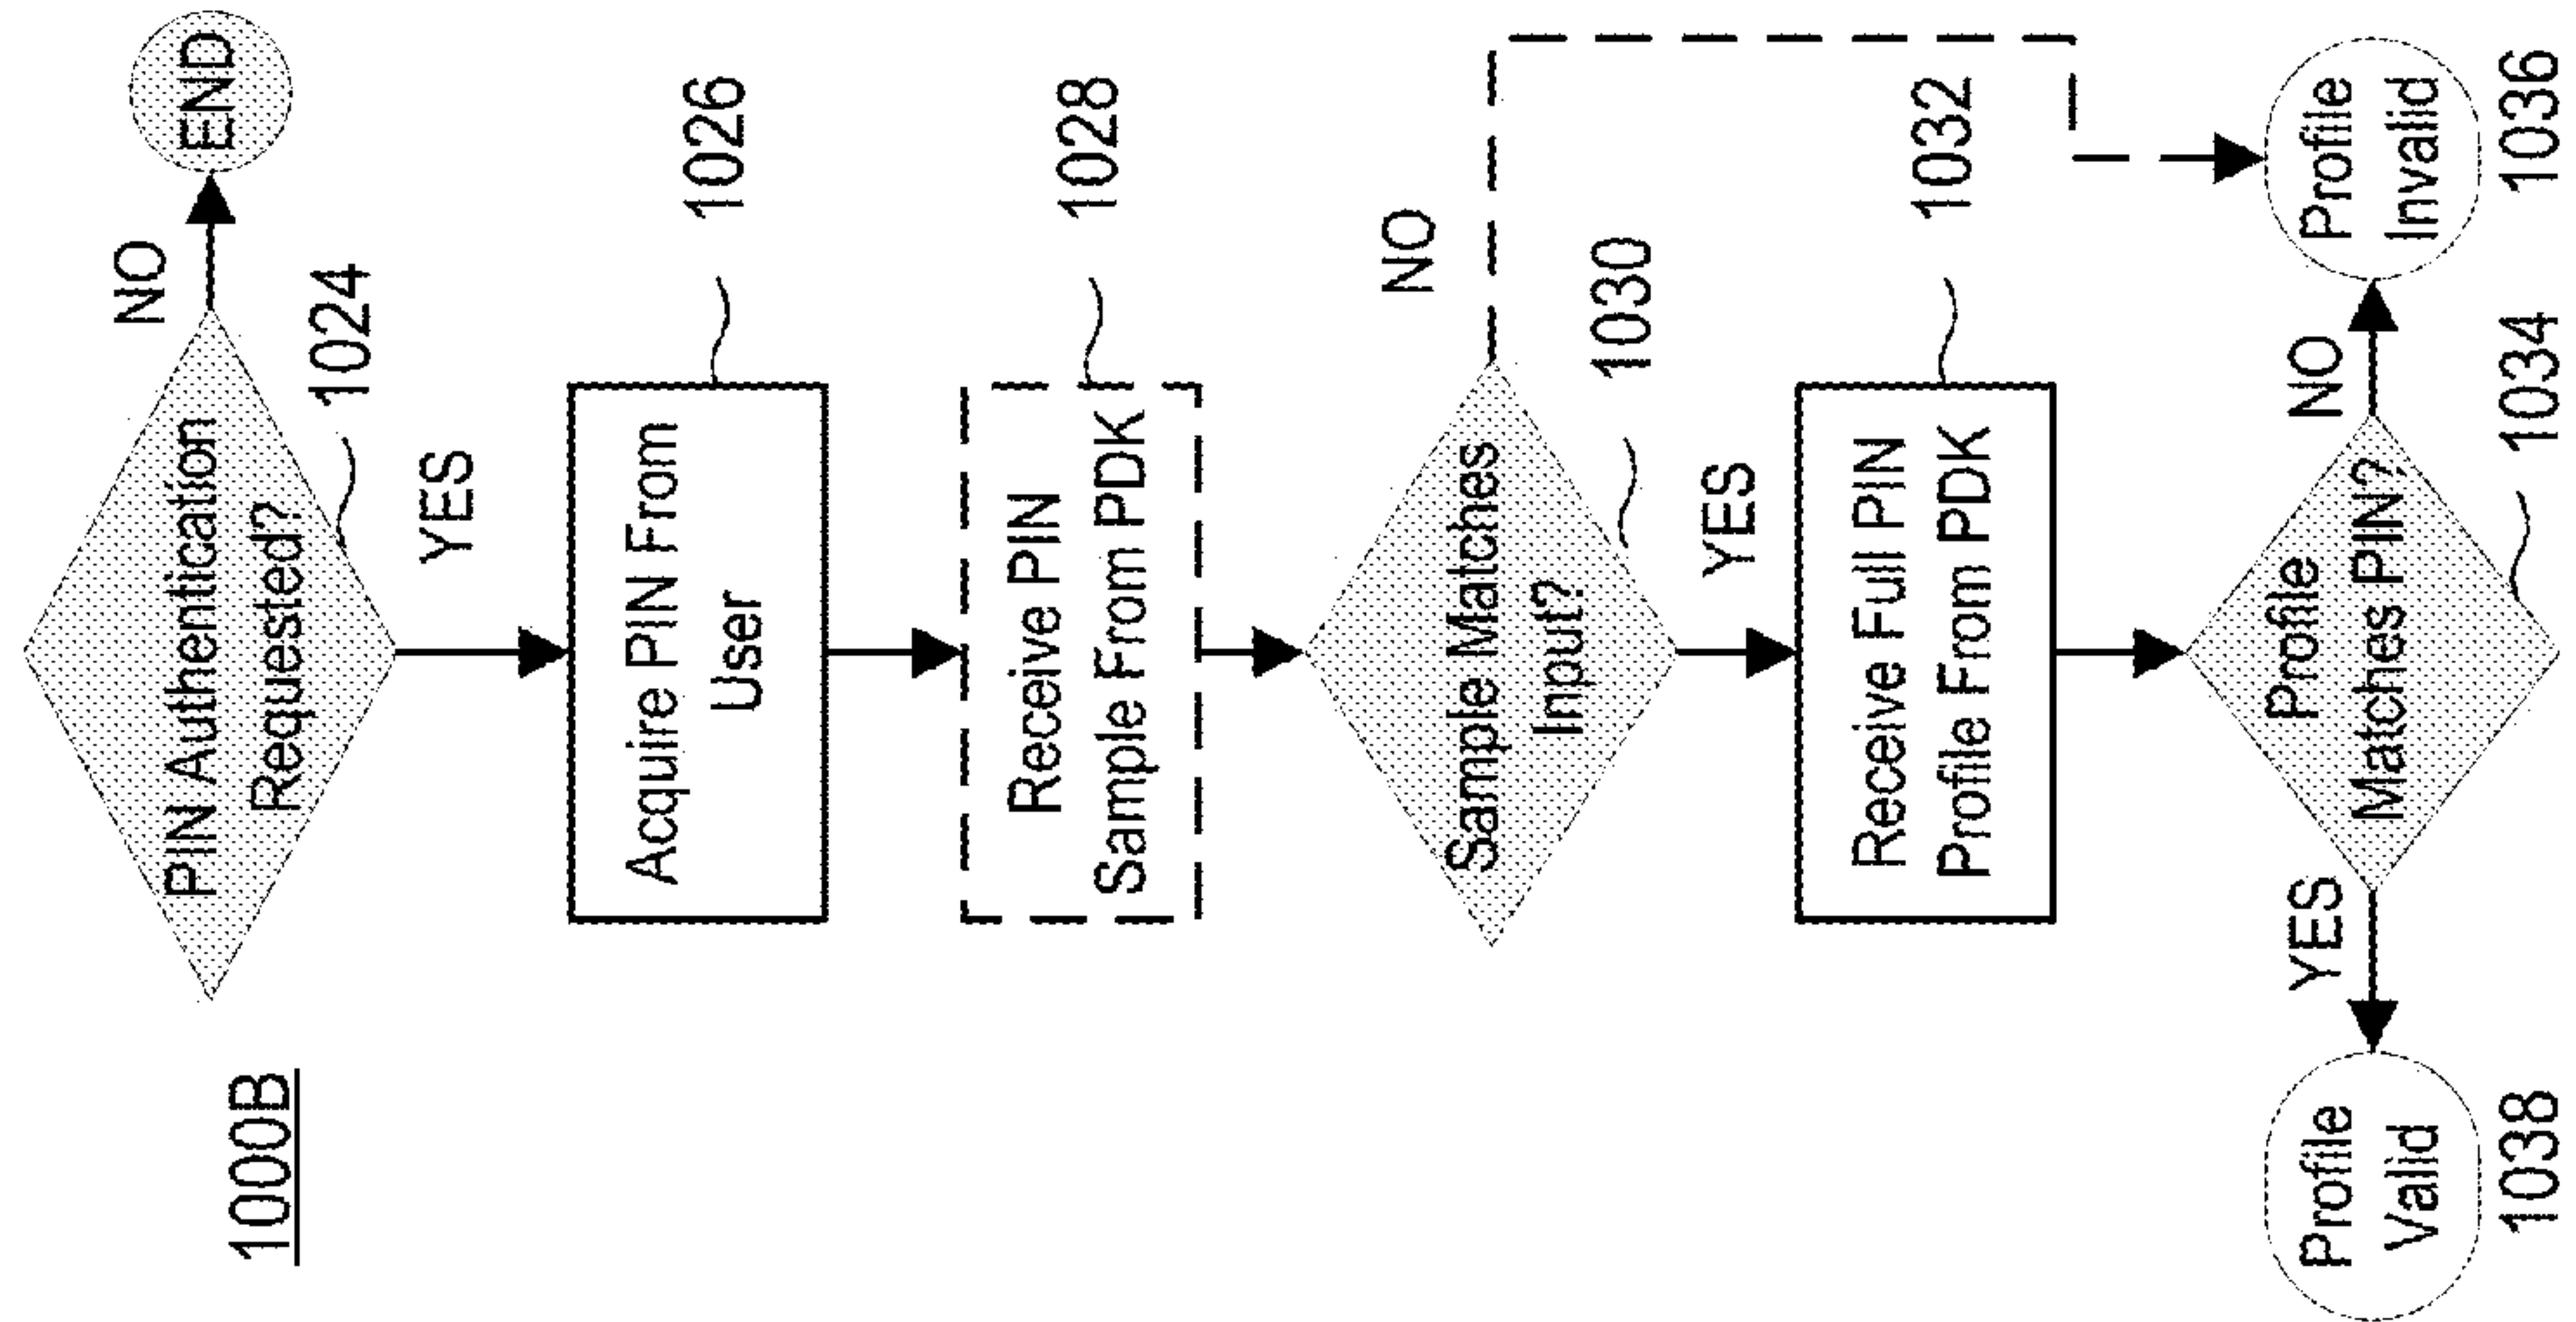 1000B
PIN Authentication
Requested?
1024
NO
END
YES
Acquire PIN From
User
1026
Receive PIN
Sample From PDK
1028
Sample Matches
Input?
1030
NO
YES
Receive Full PIN
Profile From PDK
1032
Profile
Matches PIN?
1034
NO
Profile
Invalid
1036
YES
Profile
Valid
1038